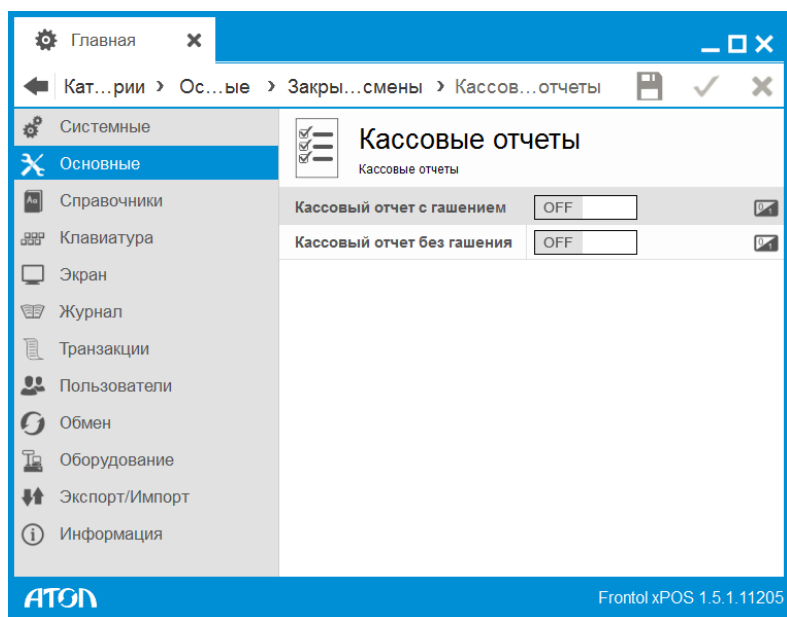 Главная
Кат...рии › Ос...ые › Закры...смены › Кассов...отчеты
Системные
Основные
Справочники
Клавиатура
Экран
Журнал
Транзакции
Пользователи
Обмен
Оборудование
Экспорт/Импорт
Информация
Кассовые отчеты
Кассовые отчеты
Кассовый отчет с гашением OFF
Кассовый отчет без гашения OFF
ATOL Frontol xPOS 1.5.1.11205